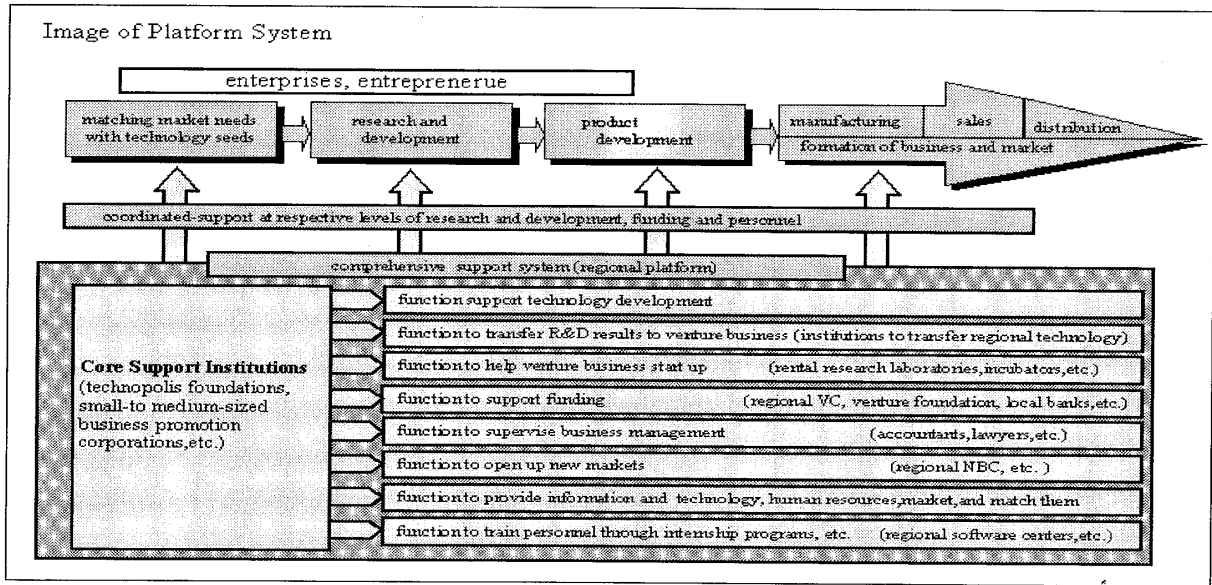 Image of Platform System
enterprises, entreprenerue
matching market needs
with technology seeds
research and
development
product
development
manufacturing
sales
distribution
formation of business and market
coordinated-support at respective levels of research and development, funding and personnel
comprehensive support system (regional platform)
Core Support Institutions
(technopolis foundations,
small-to medium-sized
business promotion
corporations,etc.)
function support technology development
function to transfer R&D results to venture business (institutions to transfer regional technology)
function to help venture business start up (rental research laboratories,incubators,etc.)
function to support funding (regional VC, venture foundation, local banks,etc.)
function to supervise business management (accountants,lawyers,etc.)
function to open up new markets (regional NBC, etc. )
function to provide information and technology, human resources,market,and match them
function to train personnel through internship programs, etc. (regional software centers,etc.)